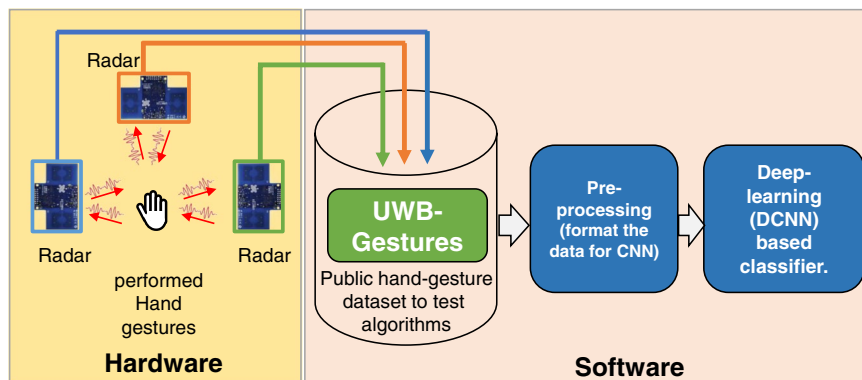 Radar
Radar
Radar
performed
Hand
gestures
Hardware
UWB-
Gestures
Public hand-gesture
dataset to test
algorithms
Pre-
processing
(format the
data for CNN)
Deep-
learning
(DCNN)
based
classifier.
Software